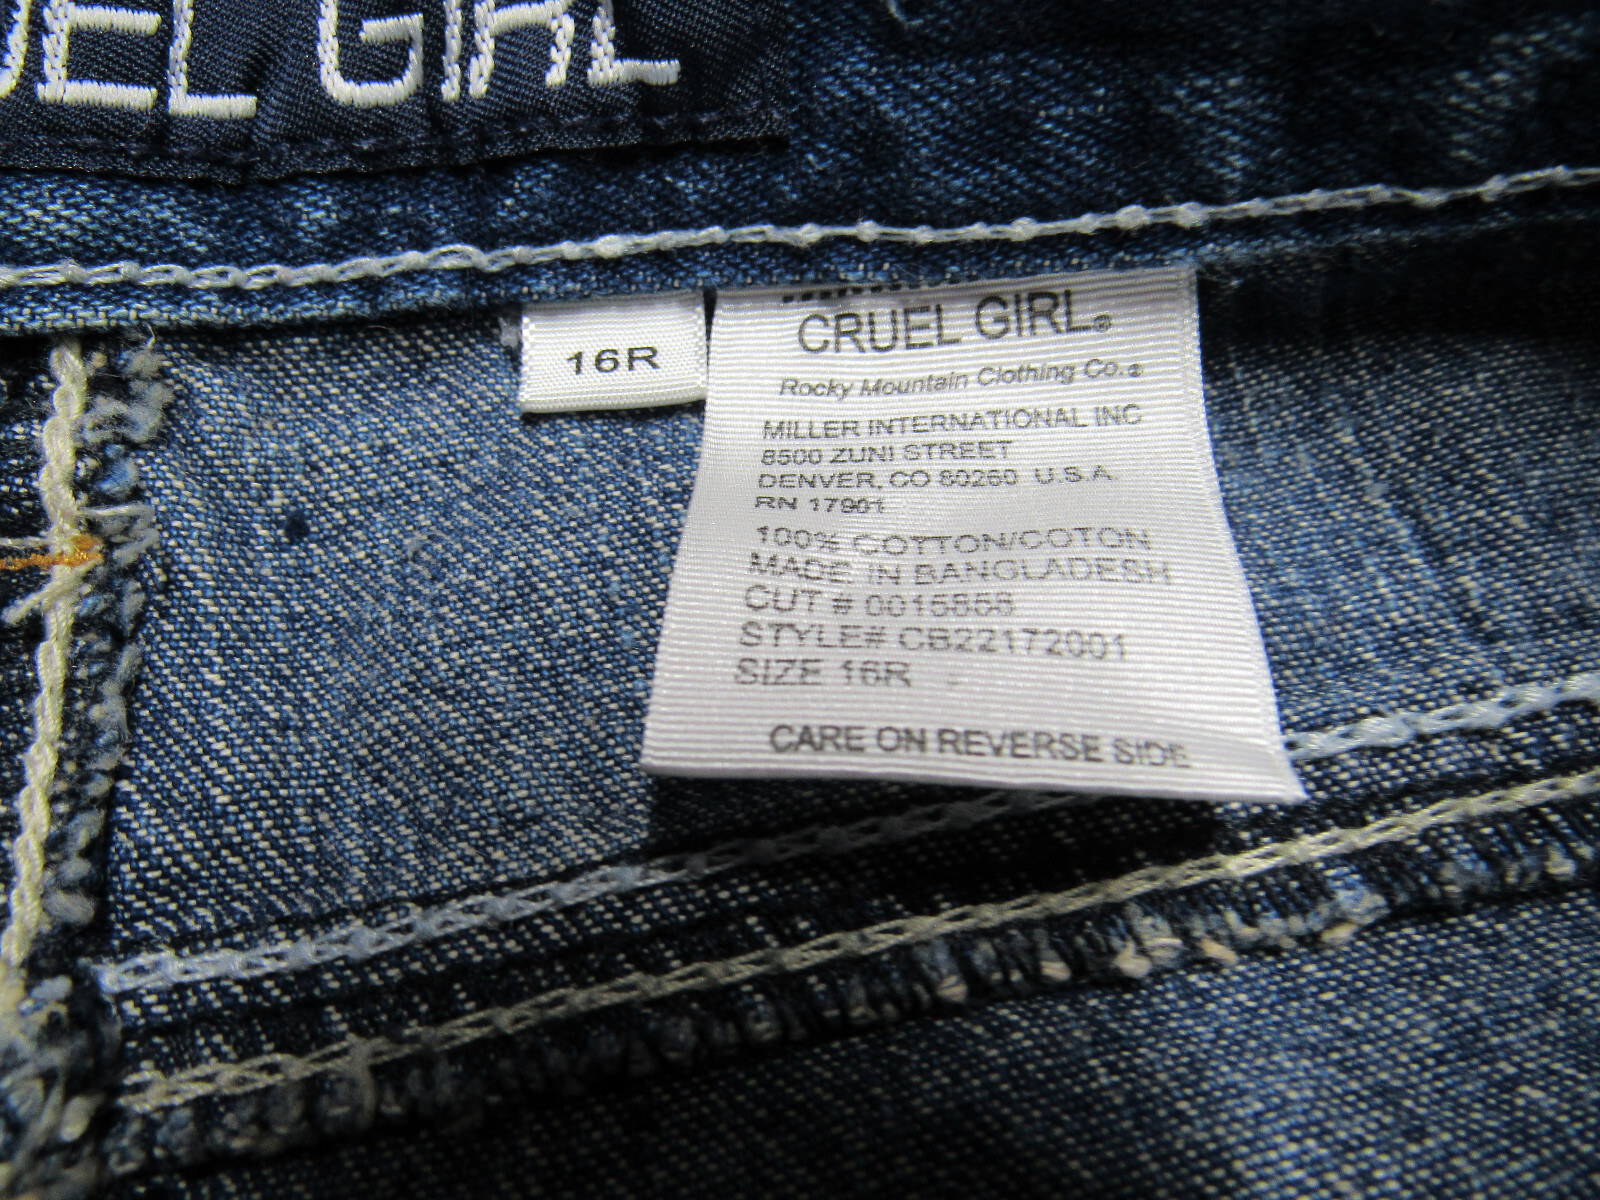 UEL GIRL
16R
CRUEL GIRL®
Rocky Mountain Clothing Co.®
MILLER INTERNATIONAL INC
8500 ZUNI STREET
DENVER, CO 80260 U.S.A.
RN 17901
100% COTTON/COTON
MADE IN BANGLADESH
CUT # 0015858
STYLE# CB22172001
SIZE 16R
CARE ON REVERSE SIDE